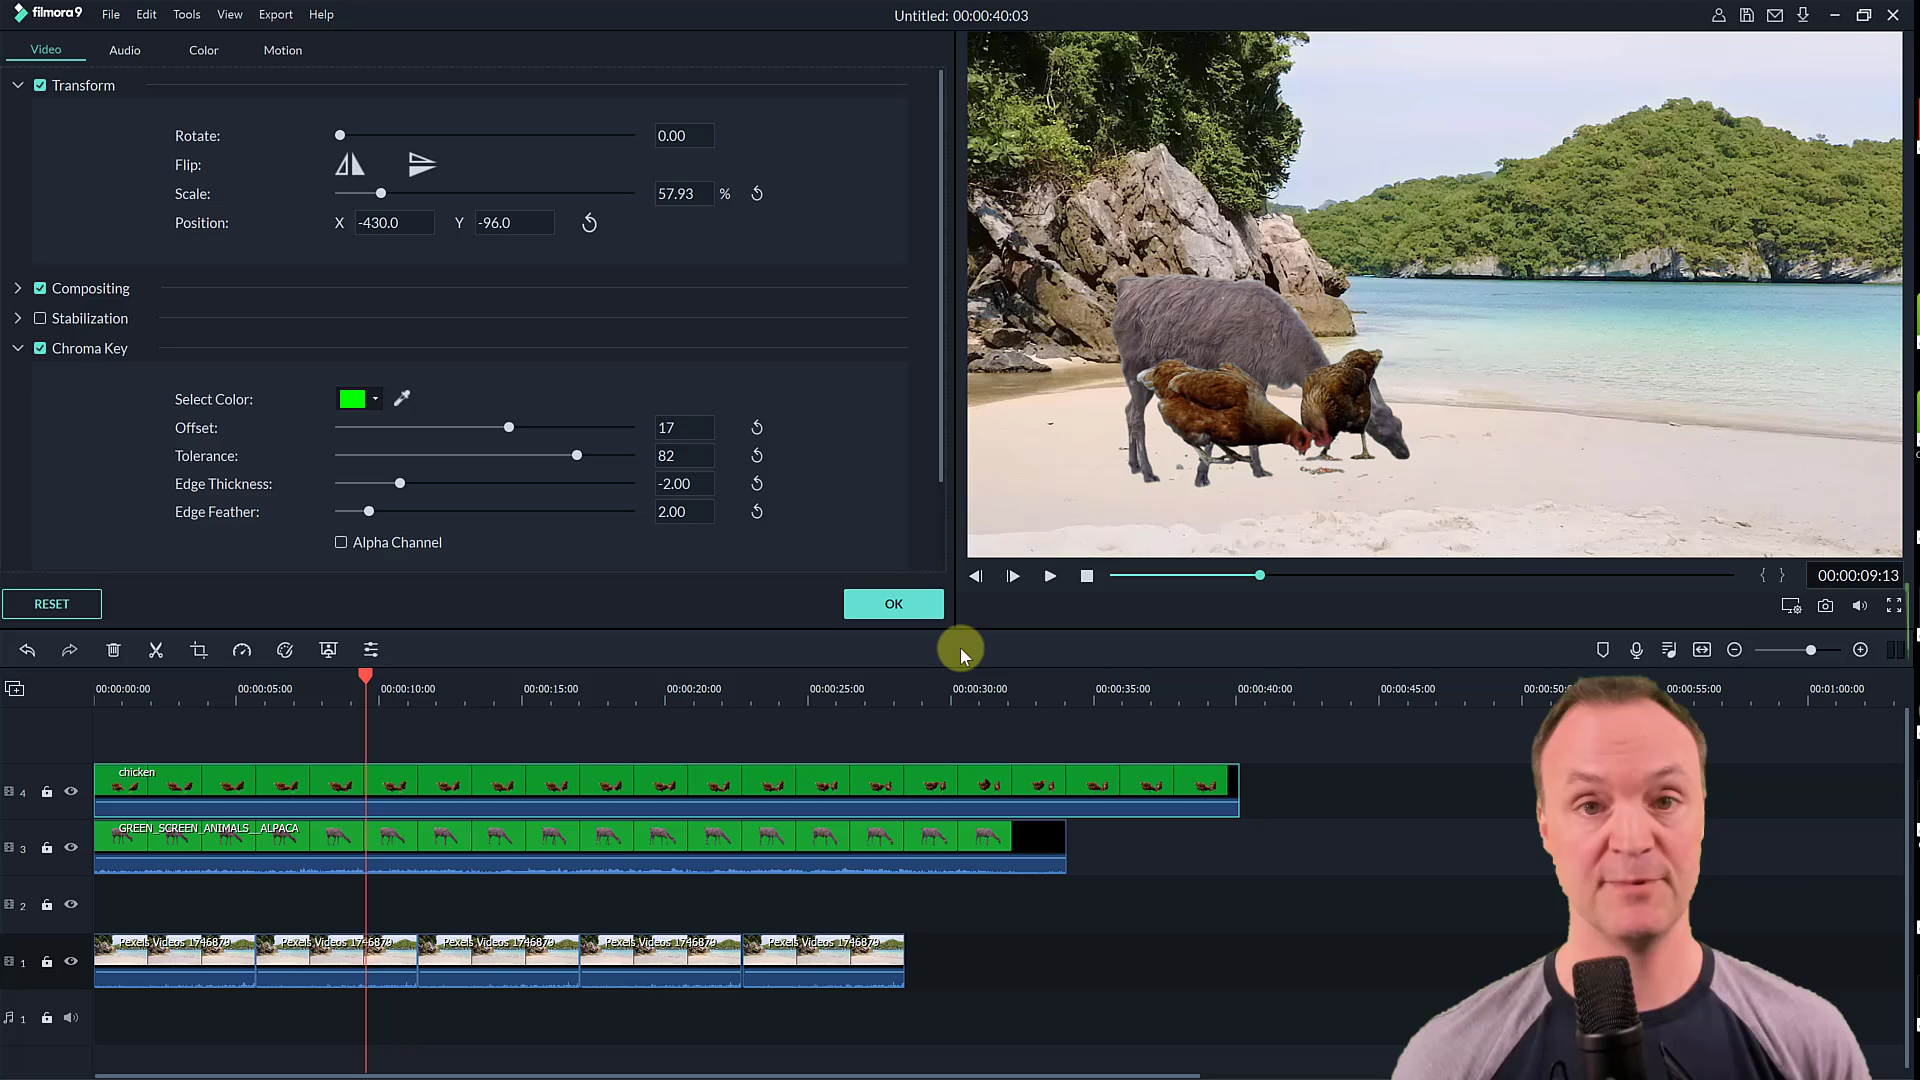 filmora9 File Edit Tools View Export Help Untitled: 00:00:40:03
Video Audio Color Motion
Transform
Rotate: 0.00
Flip:
Scale: 57.93 %
Position: X -430.0 Y -96.0
Compositing
Stabilization
Chroma Key
Select Color:
Offset: 17
Tolerance: 82
Edge Thickness: -2.00
Edge Feather: 2.00
Alpha Channel
{ } 00:00:09:13
RESET OK
00:00:00:00 00:00:05:00 00:00:10:00 00:00:15:00 00:00:20:00 00:00:25:00 00:00:30:00 00:00:35:00 00:00:40:00 00:00:45:00 00:00:55:00 00:01:00:00
chicken
4
GREEN_SCREEN_ANIMALS__ALPACA
3
2
Pexels Videos 1746879 Pexels Videos 1746879 Pexels Videos 1746879 Pexels Videos 1746879 Pexels Videos 1746879
1
1